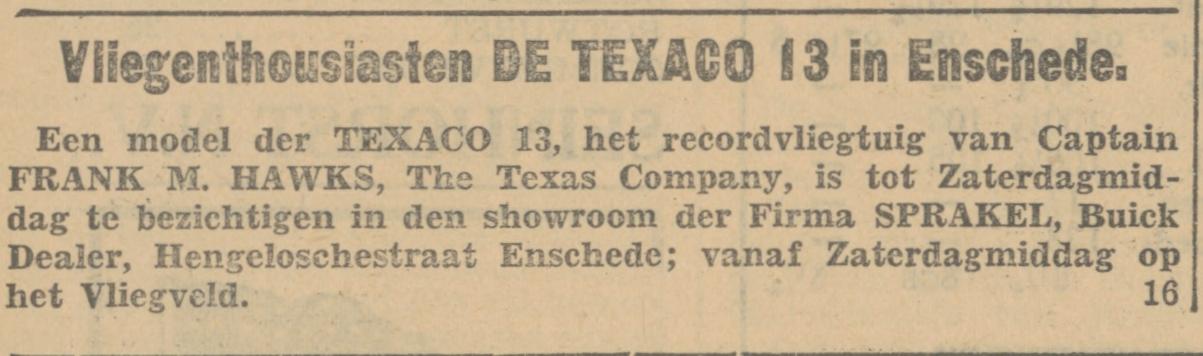 Vliegenthousiasten DE TEXACO 13 in Enschede.
Een model der TEXACO 13, het recordvliegtuig van Captain
FRANK M. HAWKS, The Texas Company, is tot Zaterdagmid-
dag te bezichtigen in den showroom der Firma SPRAKEL, Buick
Dealer, Hengeloschestraat Enschede; vanaf Zaterdagmiddag op
het Vliegveld. 16